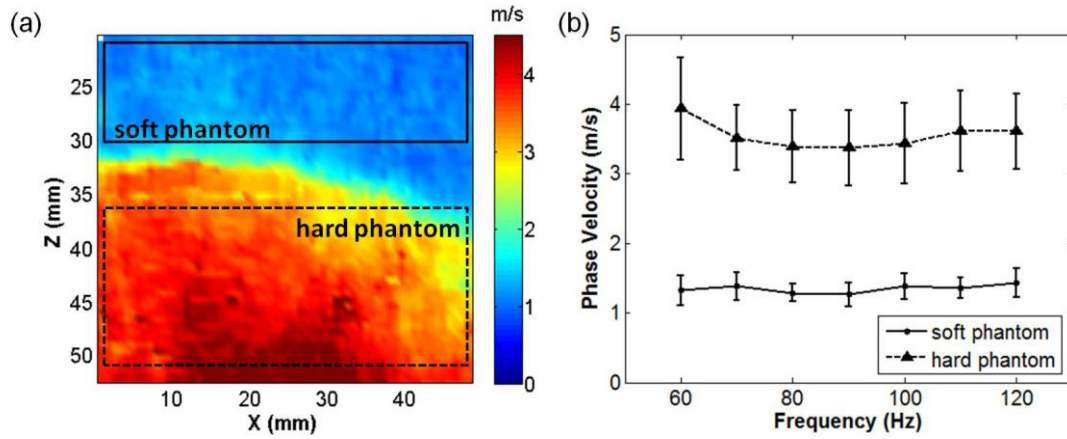 (a)
m/s
25
30
35
40
45
50
Z (mm)
soft phantom
hard phantom
10
20
30
40
X (mm)
4
3
2
1
0
(b)
5
4
3
2
1
0
Phase Velocity (m/s)
60
80
100
120
Frequency (Hz)
soft phantom
hard phantom